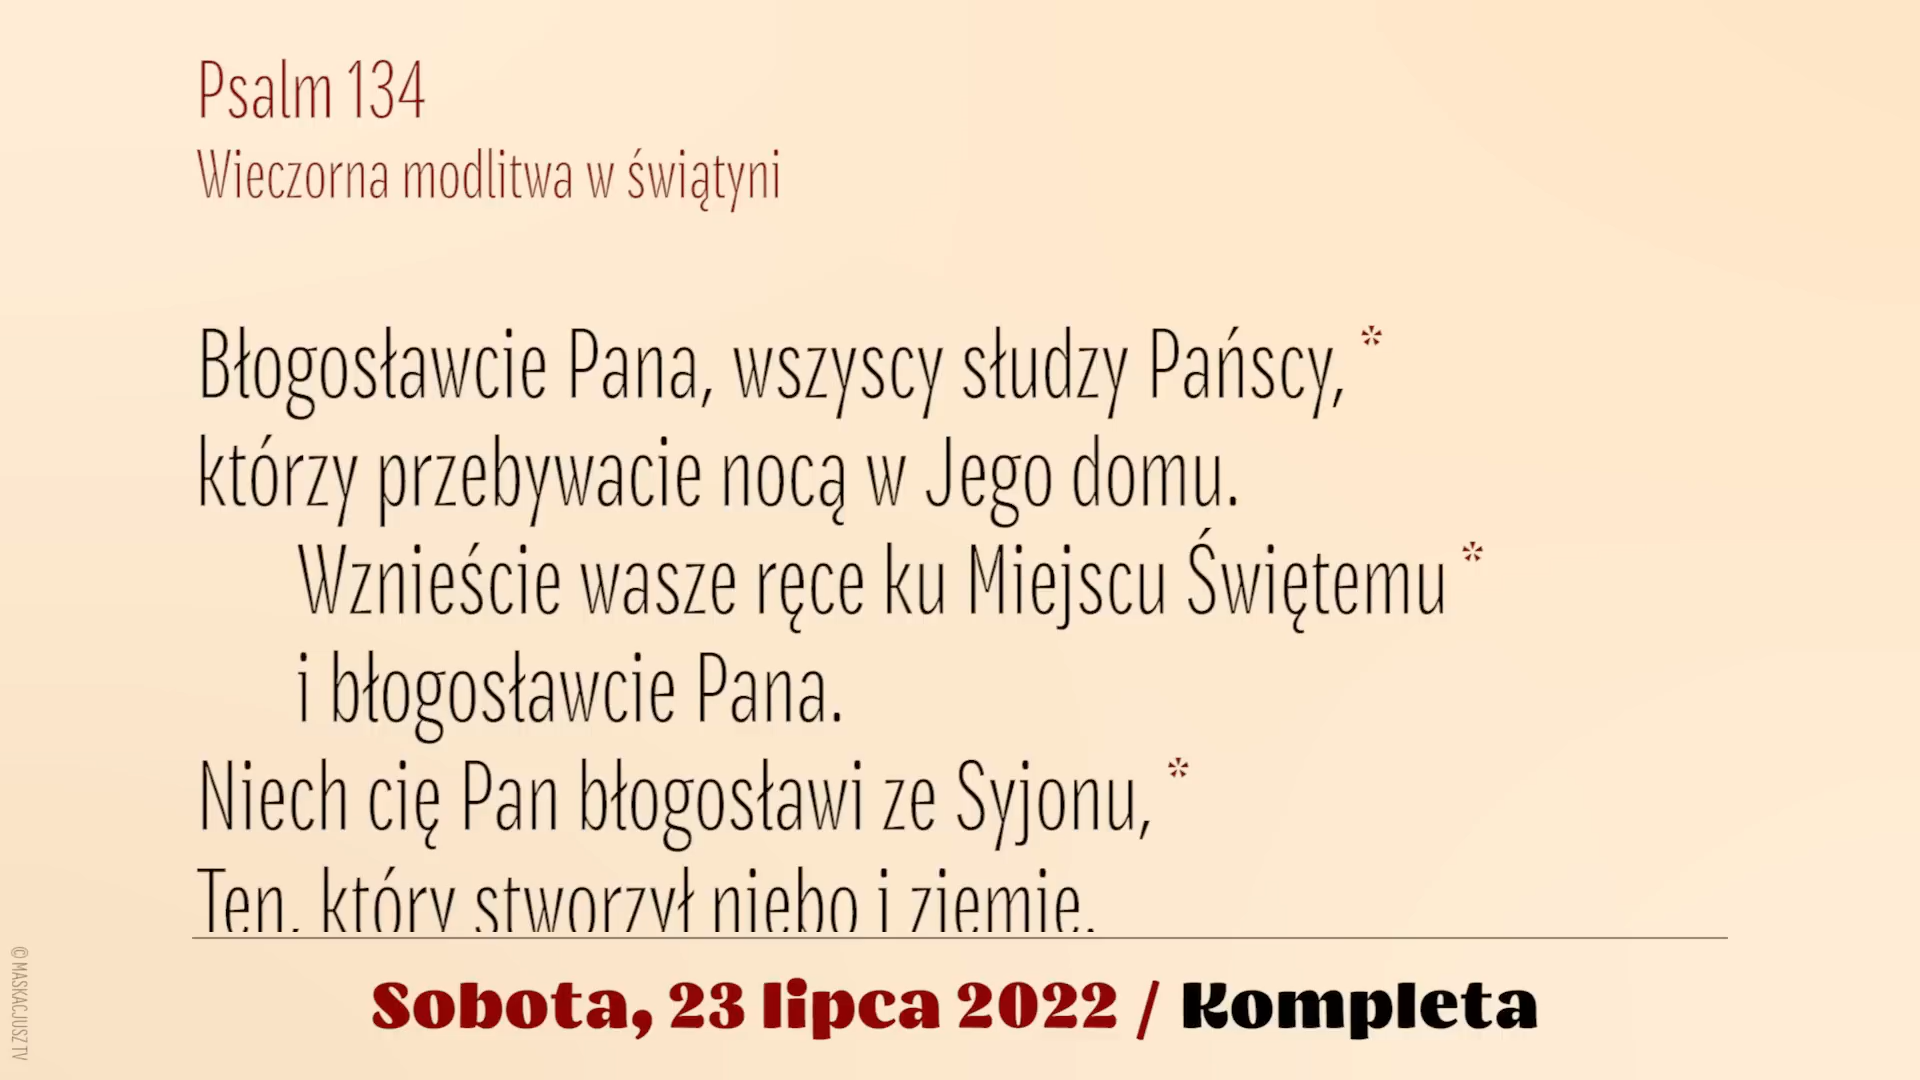 Psalm 134
Wieczorna modlitwa w świątyni
Błogosławcie Pana, wszyscy słudzy Pańscy, *
którzy przebywacie nocą w Jego domu.
Wznieście wasze ręce ku Miejscu Świętemu *
i błogosławcie Pana.
Niech cię Pan błogosławi ze Syjonu, *
Ten, który stworzył niebo i ziemię.
Sobota, 23 lipca 2022 / Kompleta
© MASKACJUSZ TV